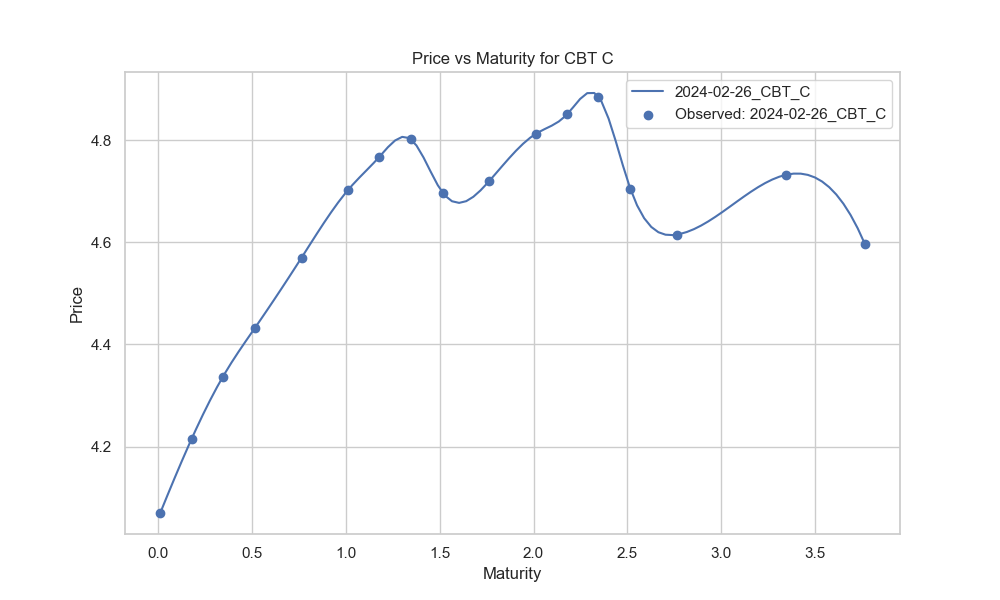 Price vs Maturity for CBT C
2024-02-26_CBT_C
Observed: 2024-02-26_CBT_C
Price
4.8
4.6
4.4
4.2
0.0 0.5 1.0 1.5 2.0 2.5 3.0 3.5
Maturity